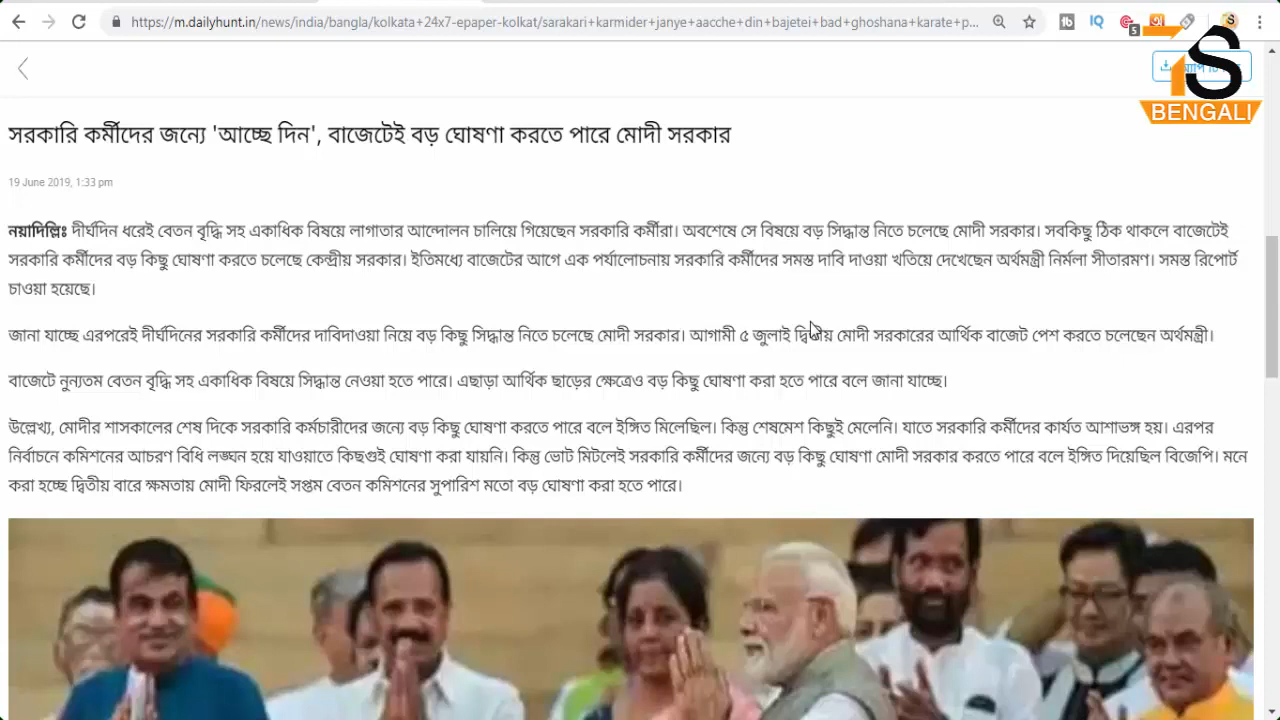 https://m.dailyhunt.in/news/india/bangla/kolkata+24x7-epaper-kolkat/sarakari+karmider+janye+aacche+din+bajetei+bad+ghoshana+karate+p...
BENGALI
সরকারি কর্মীদের জন্যে 'আচ্ছে দিন', বাজেটেই বড় ঘোষণা করতে পারে মোদী সরকার
19 June 2019, 1:33 pm
নয়াদিল্লিঃ দীর্ঘদিন ধরেই বেতন বৃদ্ধি সহ একাধিক বিষয়ে লাগাতার আন্দোলন চালিয়ে গিয়েছেন সরকারি কর্মীরা। অবশেষে সে বিষয়ে বড় সিদ্ধান্ত নিতে চলেছে মোদী সরকার। সবকিছু ঠিক থাকলে বাজেটেই
সরকারি কর্মীদের বড় কিছু ঘোষণা করতে চলেছে কেন্দ্রীয় সরকার। ইতিমধ্যে বাজেটের আগে এক পর্যালোচনায় সরকারি কর্মীদের সমস্ত দাবি দাওয়া খতিয়ে দেখেছেন অর্থমন্ত্রী নির্মলা সীতারমণ। সমস্ত রিপোর্ট
চাওয়া হয়েছে।
জানা যাচ্ছে এরপরেই দীর্ঘদিনের সরকারি কর্মীদের দাবিদাওয়া নিয়ে বড় কিছু সিদ্ধান্ত নিতে চলেছে মোদী সরকার। আগামী ৫ জুলাই দ্বিতীয় মোদী সরকারের আর্থিক বাজেট পেশ করতে চলেছেন অর্থমন্ত্রী।
বাজেটে নুন্যতম বেতন বৃদ্ধি সহ একাধিক বিষয়ে সিদ্ধান্ত নেওয়া হতে পারে। এছাড়া আর্থিক ছাড়ের ক্ষেত্রেও বড় কিছু ঘোষণা করা হতে পারে বলে জানা যাচ্ছে।
উল্লেখ্য, মোদীর শাসকালের শেষ দিকে সরকারি কর্মচারীদের জন্যে বড় কিছু ঘোষণা করতে পারে বলে ইঙ্গিত মিলেছিল। কিন্তু শেষমেশ কিছুই মেলেনি। যাতে সরকারি কর্মীদের কার্যত আশাভঙ্গ হয়। এরপর
নির্বাচনে কমিশনের আচরণ বিধি লঙ্ঘন হয়ে যাওয়াতে কিছগুই ঘোষণা করা যায়নি। কিন্তু ভোট মিটলেই সরকারি কর্মীদের জন্যে বড় কিছু ঘোষণা মোদী সরকার করতে পারে বলে ইঙ্গিত দিয়েছিল বিজেপি। মনে
করা হচ্ছে দ্বিতীয় বারে ক্ষমতায় মোদী ফিরলেই সপ্তম বেতন কমিশনের সুপারিশ মতো বড় ঘোষণা করা হতে পারে।